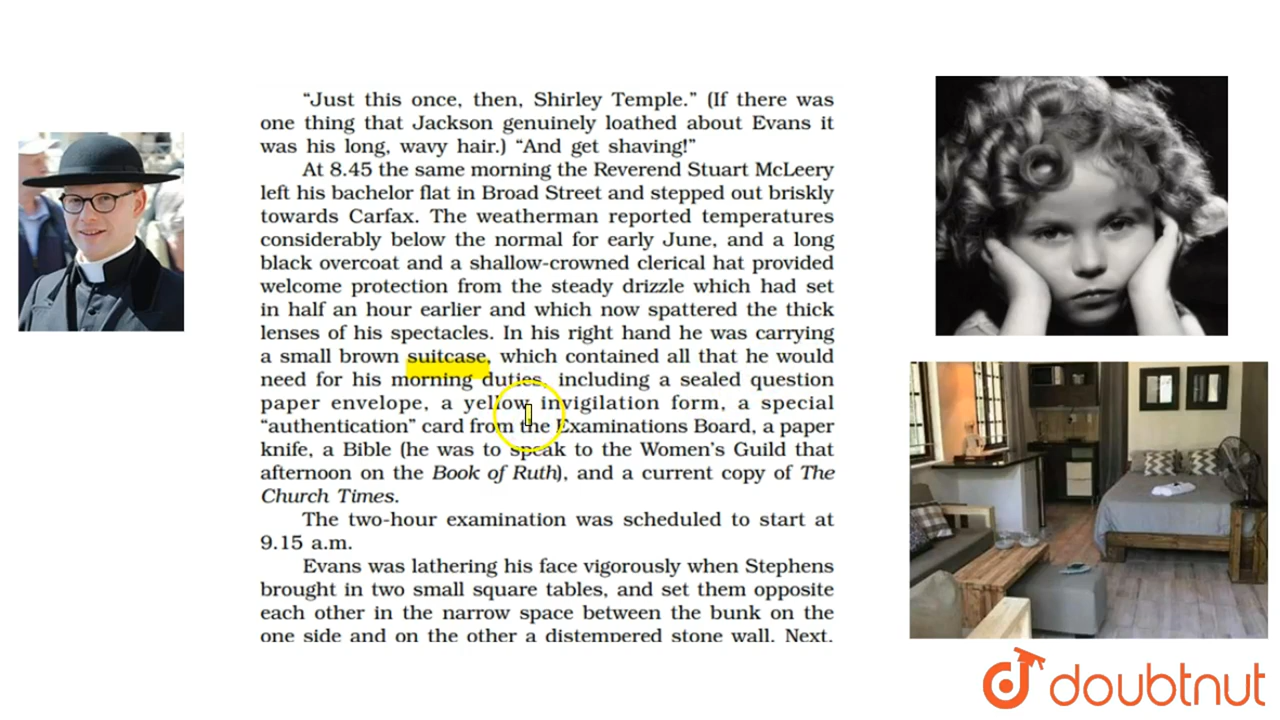 “Just this once, then, Shirley Temple.” (If there was
one thing that Jackson genuinely loathed about Evans it
was his long, wavy hair.) “And get shaving!”
At 8.45 the same morning the Reverend Stuart McLeery
left his bachelor flat in Broad Street and stepped out briskly
towards Carfax. The weatherman reported temperatures
considerably below the normal for early June, and a long
black overcoat and a shallow-crowned clerical hat provided
welcome protection from the steady drizzle which had set
in half an hour earlier and which now spattered the thick
lenses of his spectacles. In his right hand he was carrying
a small brown suitcase, which contained all that he would
need for his morning duties, including a sealed question
paper envelope, a yellow invigilation form, a special
“authentication” card from the Examinations Board, a paper
knife, a Bible (he was to speak to the Women’s Guild that
afternoon on the Book of Ruth), and a current copy of The
Church Times.
The two-hour examination was scheduled to start at
9.15 a.m.
Evans was lathering his face vigorously when Stephens
brought in two small square tables, and set them opposite
each other in the narrow space between the bunk on the
one side and on the other a distempered stone wall. Next,
doubtnut